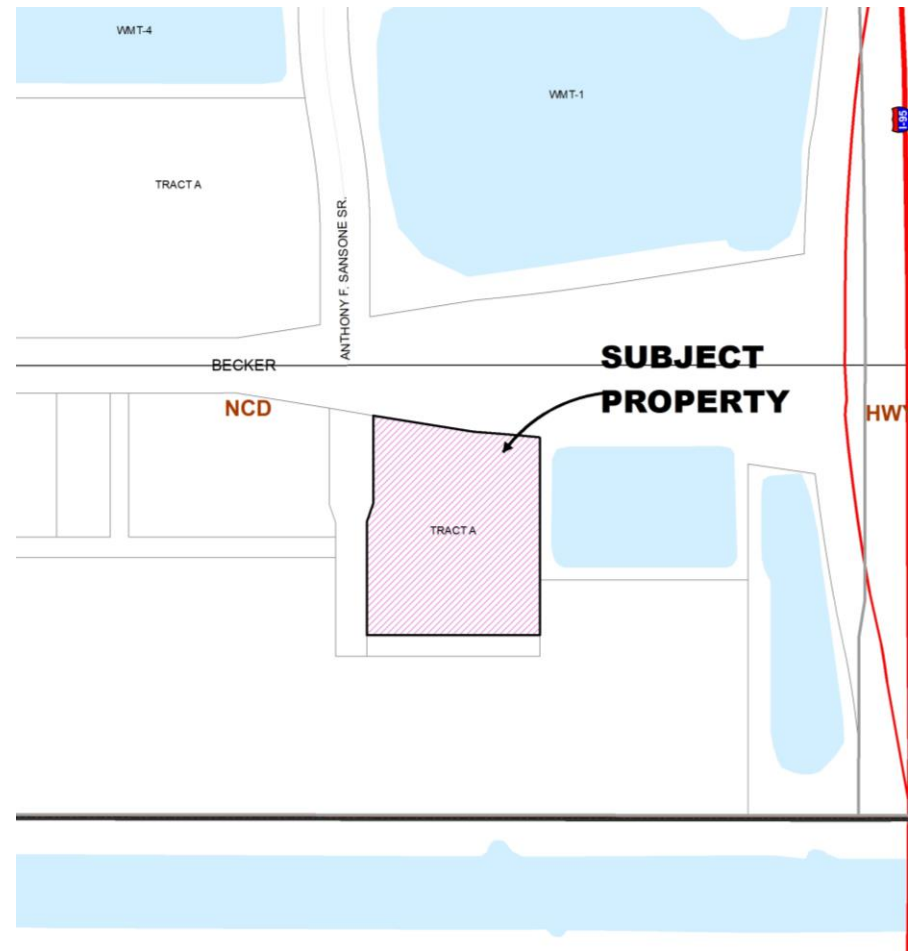 WMT-4
WMT-1
I-95
TRACT A
ANTHONY F. SANSONE SR.
SUBJECT
PROPERTY
BECKER
NCD
HWY
TRACT A